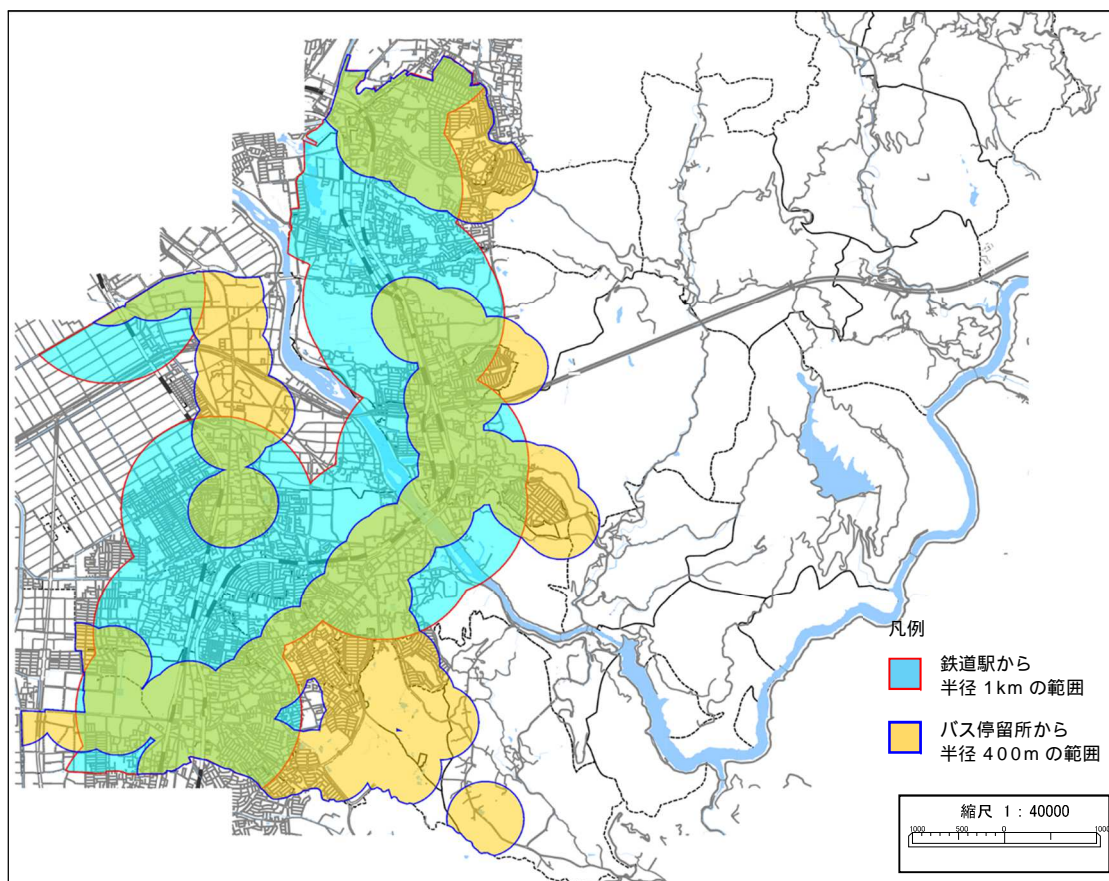 凡例
鉄道駅から
半径 1km の範囲
バス停留所から
半径 400m の範囲
縮尺 1:40000
1000 500 0 1000